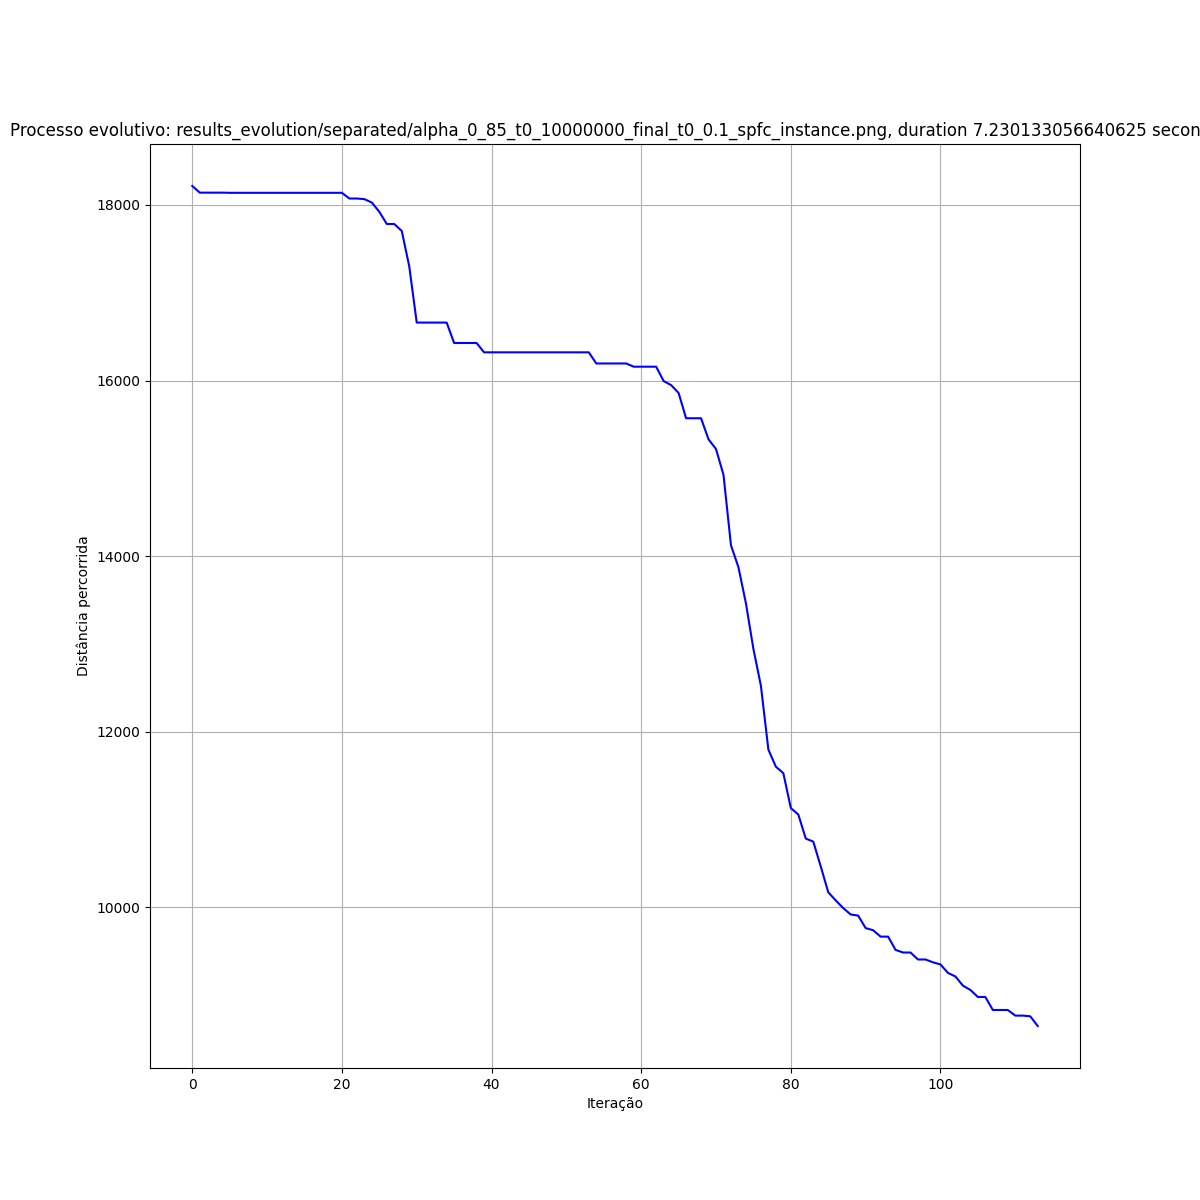 Processo evolutivo: results_evolution/separated/alpha_0_85_t0_10000000_final_t0_0.1_spfc_instance.png, duration 7.230133056640625 secon
18000
16000
14000
12000
10000
Distância percorrida
0 20 40 60 80 100
Iteração